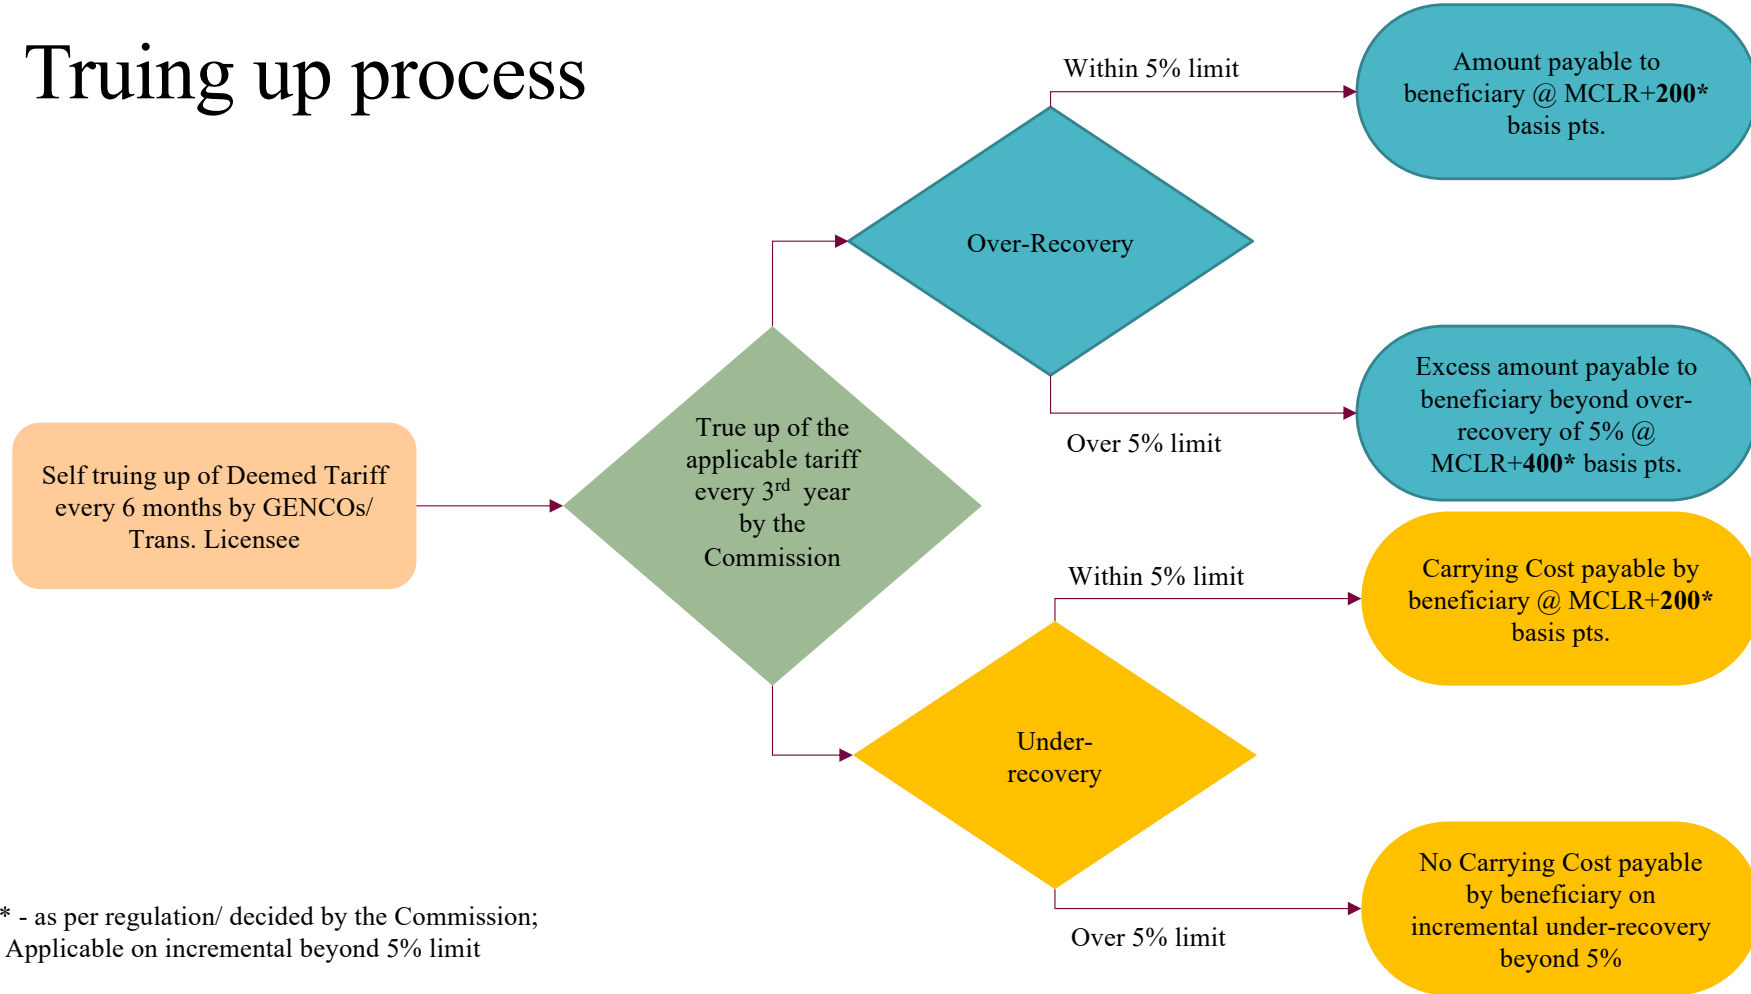 Truing up process
Within 5% limit
Amount payable to
beneficiary @ MCLR+200*
basis pts.
Over-Recovery
Excess amount payable to
beneficiary beyond over-
recovery of 5% @
MCLR+400* basis pts.
Over 5% limit
Self truing up of Deemed Tariff
every 6 months by GENCOs/
Trans. Licensee
True up of the
applicable tariff
every 3rd year
by the
Commission
Within 5% limit
Carrying Cost payable by
beneficiary @ MCLR+200*
basis pts.
Under-
recovery
Over 5% limit
No Carrying Cost payable
by beneficiary on
incremental under-recovery
beyond 5%
* - as per regulation/ decided by the Commission;
Applicable on incremental beyond 5% limit